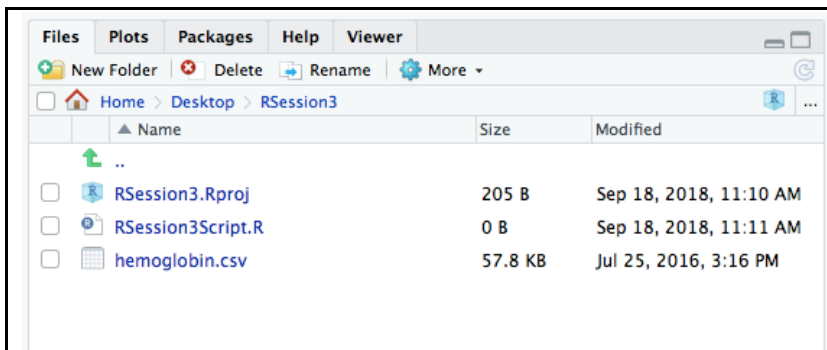 Files Plots Packages Help Viewer
New Folder Delete Rename More
Home > Desktop > RSession3 R ...
Name Size Modified
..
R RSession3.Rproj 205 B Sep 18, 2018, 11:10 AM
R RSession3Script.R 0 B Sep 18, 2018, 11:11 AM
hemoglobin.csv 57.8 KB Jul 25, 2016, 3:16 PM